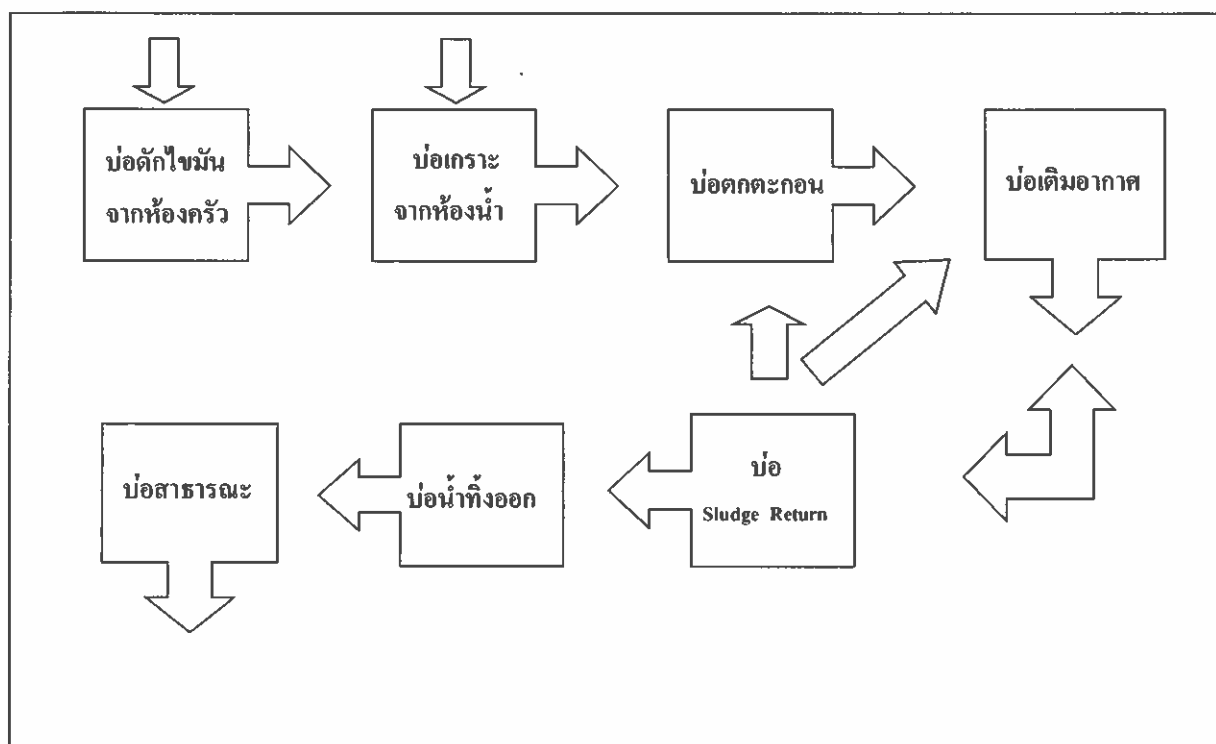 บ่อดักไขมัน
จากห้องครัว
บ่อเกราะ
จากห้องน้ำ
บ่อตกตะกอน
บ่อเติมอากาศ
บ่อสาธารณะ
บ่อน้ำทิ้งออก
บ่อ
Sludge Return